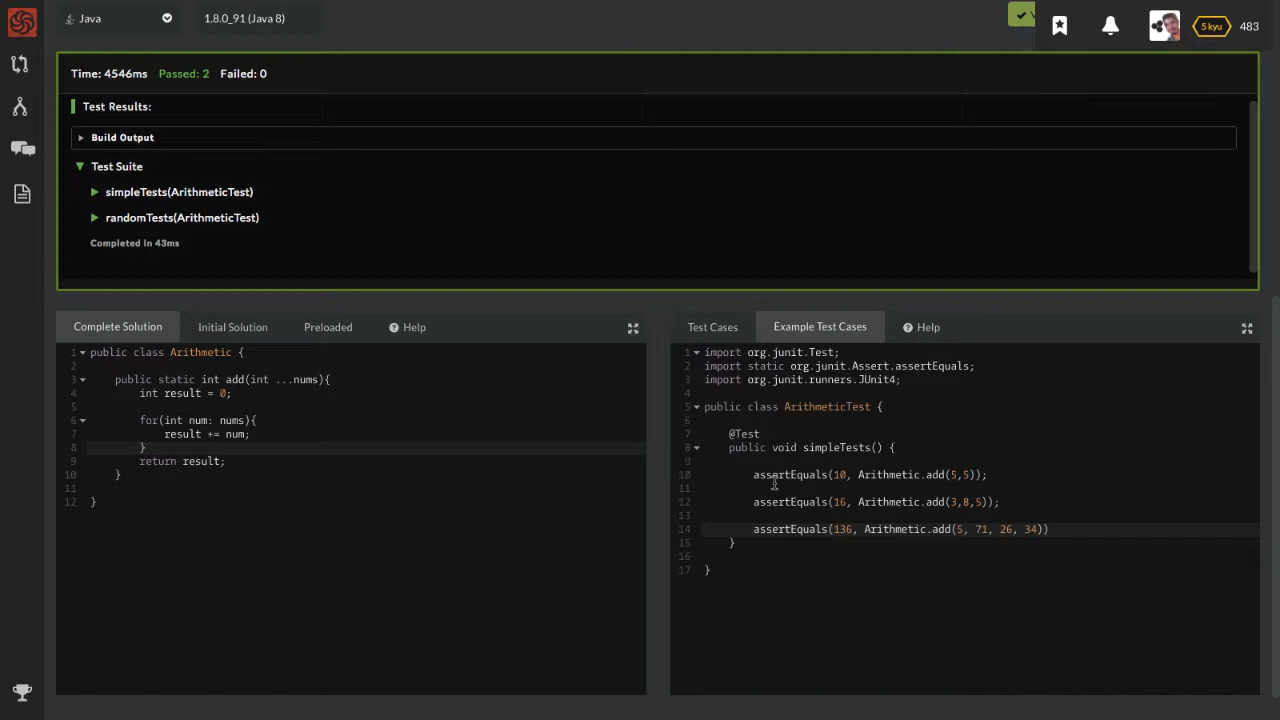 Java
1.8.0_91 (Java 8)
5 kyu
483
Time: 4546ms Passed: 2 Failed: 0
Test Results:
Build Output
Test Suite
simpleTests(ArithmeticTest)
randomTests(ArithmeticTest)
Completed in 43ms
Complete Solution
Initial Solution
Preloaded
Help
1 public class Arithmetic {
2
3 public static int add(int ...nums){
4 int result = 0;
5
6 for(int num: nums){
7 result += num;
8 }
9 return result;
10 }
11
12 }
Test Cases
Example Test Cases
Help
1 import org.junit.Test;
2 import static org.junit.Assert.assertEquals;
3 import org.junit.runners.JUnit4;
4
5 public class ArithmeticTest {
6
7 @Test
8 public void simpleTests() {
9
10 assertEquals(10, Arithmetic.add(5,5));
11
12 assertEquals(16, Arithmetic.add(3,8,5));
13
14 assertEquals(136, Arithmetic.add(5, 71, 26, 34))
15 }
16
17 }